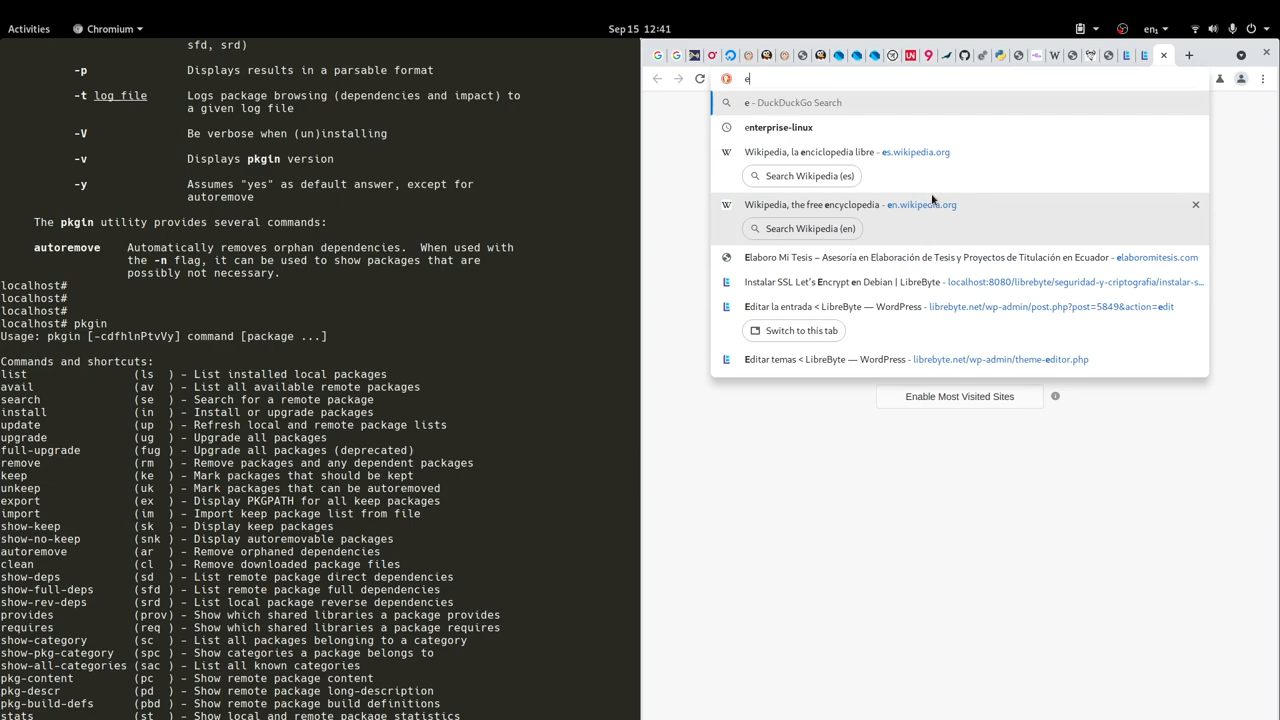 Activities
Chromium
Sep 15 12:41
en₁
sfd, srd)
-p Displays results in a parsable format
-t log_file Logs package browsing (dependencies and impact) to
a given log file
-V Be verbose when (un)installing
-v Displays pkgin version
-y Assumes "yes" as default answer, except for
autoremove
The pkgin utility provides several commands:
autoremove Automatically removes orphan dependencies. When used with
the -n flag, it can be used to show packages that are
possibly not necessary.
localhost#
localhost#
localhost#
localhost# pkgin
Usage: pkgin [-cdfhlnPtvVy] command [package ...]
Commands and shortcuts:
list (ls ) - List installed local packages
avail (av ) - List all available remote packages
search (se ) - Search for a remote package
install (in ) - Install or upgrade packages
update (up ) - Refresh local and remote package lists
upgrade (ug ) - Upgrade all packages
full-upgrade (fug ) - Upgrade all packages (deprecated)
remove (rm ) - Remove packages and any dependent packages
keep (ke ) - Mark packages that should be kept
unkeep (uk ) - Mark packages that can be autoremoved
export (ex ) - Display PKGPATH for all keep packages
import (im ) - Import keep package list from file
show-keep (sk ) - Display keep packages
show-no-keep (snk ) - Display autoremovable packages
autoremove (ar ) - Remove orphaned dependencies
clean (cl ) - Remove downloaded package files
show-deps (sd ) - List remote package direct dependencies
show-full-deps (sfd ) - List remote package full dependencies
show-rev-deps (srd ) - List local package reverse dependencies
provides (prov) - Show which shared libraries a package provides
requires (req ) - Show which shared libraries a package requires
show-category (sc ) - List all packages belonging to a category
show-pkg-category (spc ) - Show categories a package belongs to
show-all-categories (sac ) - List all known categories
pkg-content (pc ) - Show remote package content
pkg-descr (pd ) - Show remote package long-description
pkg-build-defs (pbd ) - Show remote package build definitions
stats (st ) - Show local and remote package statistics
e
e - DuckDuckGo Search
enterprise-linux
Wikipedia, la enciclopedia libre - es.wikipedia.org
Search Wikipedia (es)
Wikipedia, the free encyclopedia - en.wikipedia.org
Search Wikipedia (en)
Elaboro Mi Tesis – Asesoría en Elaboración de Tesis y Proyectos de Titulación en Ecuador - elaboromitesis.com
Instalar SSL Let's Encrypt en Debian | LibreByte - localhost:8080/librebyte/seguridad-y-criptografia/instalar-s...
Editar la entrada < LibreByte — WordPress - librebyte.net/wp-admin/post.php?post=5849&action=edit
Switch to this tab
Editar temas < LibreByte — WordPress - librebyte.net/wp-admin/theme-editor.php
Enable Most Visited Sites